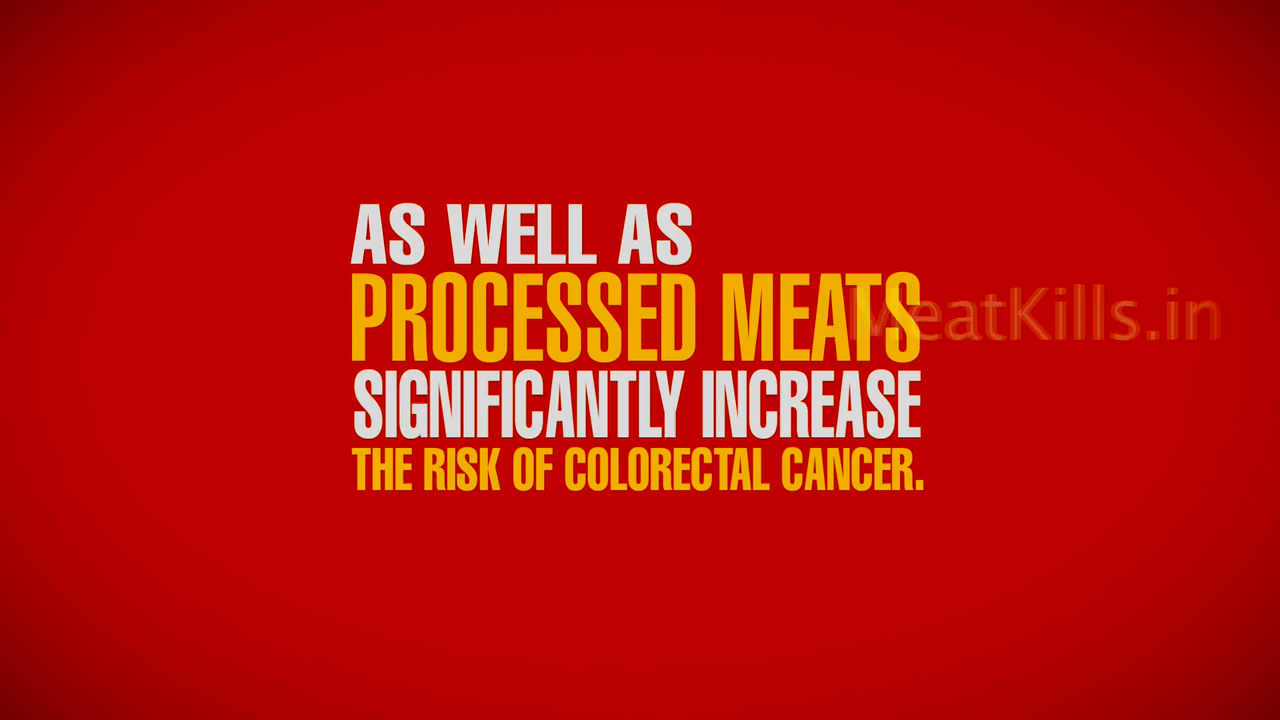 AS WELL AS
PROCESSED MEATS
MeatKills.in
SIGNIFICANTLY INCREASE
THE RISK OF COLORECTAL CANCER.